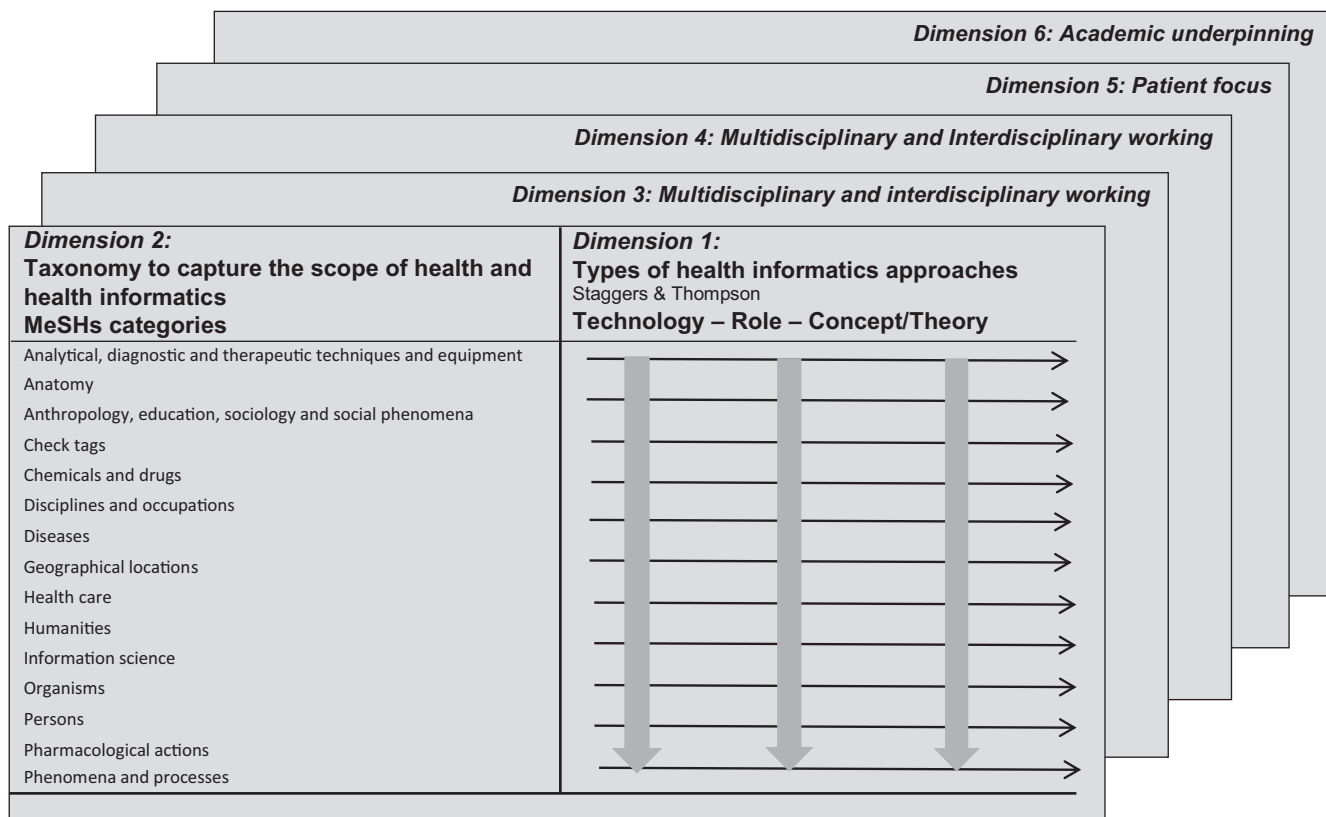 Dimension 6: Academic underpinning
Dimension 5: Patient focus
Dimension 4: Multidisciplinary and Interdisciplinary working
Dimension 3: Multidisciplinary and interdisciplinary working
Dimension 2:
Taxonomy to capture the scope of health and
health informatics
MeSHs categories
Dimension 1:
Types of health informatics approaches
Staggers & Thompson
Technology – Role – Concept/Theory
Analytical, diagnostic and therapeutic techniques and equipment
Anatomy
Anthropology, education, sociology and social phenomena
Check tags
Chemicals and drugs
Disciplines and occupations
Diseases
Geographical locations
Health care
Humanities
Information science
Organisms
Persons
Pharmacological actions
Phenomena and processes